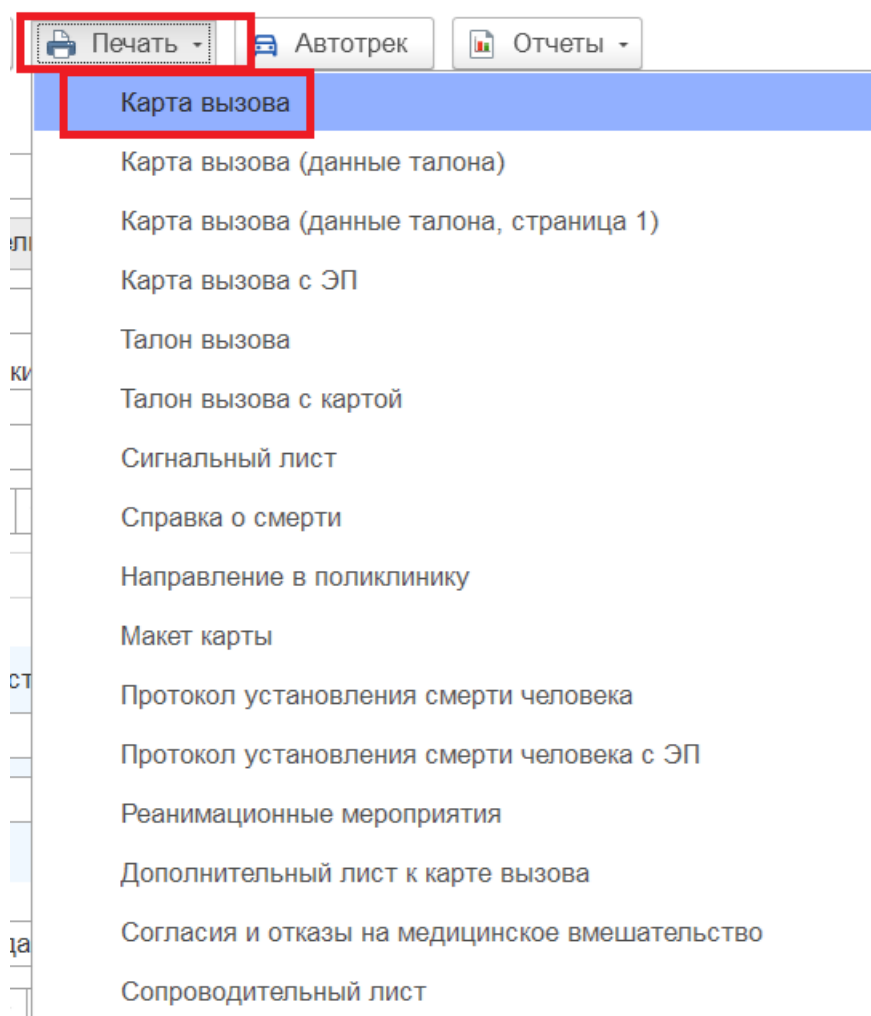 Печать
Автотрек
Отчеты
Карта вызова
Карта вызова (данные талона)
Карта вызова (данные талона, страница 1)
Карта вызова с ЭП
Талон вызова
Талон вызова с картой
Сигнальный лист
Справка о смерти
Направление в поликлинику
Макет карты
Протокол установления смерти человека
Протокол установления смерти человека с ЭП
Реанимационные мероприятия
Дополнительный лист к карте вызова
Согласия и отказы на медицинское вмешательство
Сопроводительный лист